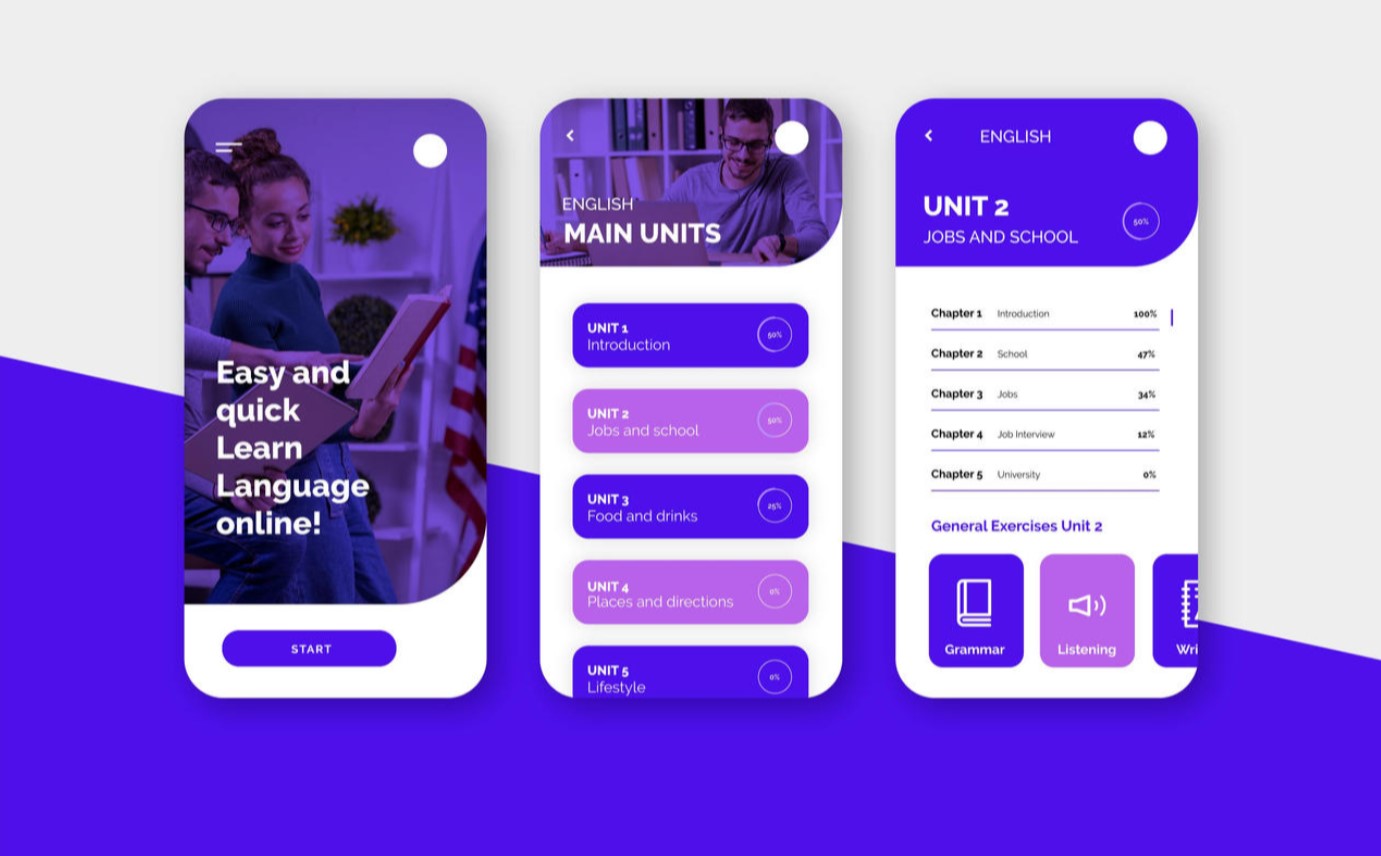 Easy and
quick
Learn
Language
online!
START
ENGLISH
MAIN UNITS
UNIT 1
Introduction
50%
UNIT 2
Jobs and school
50%
UNIT 3
Food and drinks
25%
UNIT 4
Places and directions
0%
UNIT 5
Lifestyle
0%
ENGLISH
UNIT 2
JOBS AND SCHOOL
50%
Chapter 1 Introduction 100%
Chapter 2 School 47%
Chapter 3 Jobs 34%
Chapter 4 Job Interview 12%
Chapter 5 University 0%
General Exercises Unit 2
Grammar
Listening
Wri